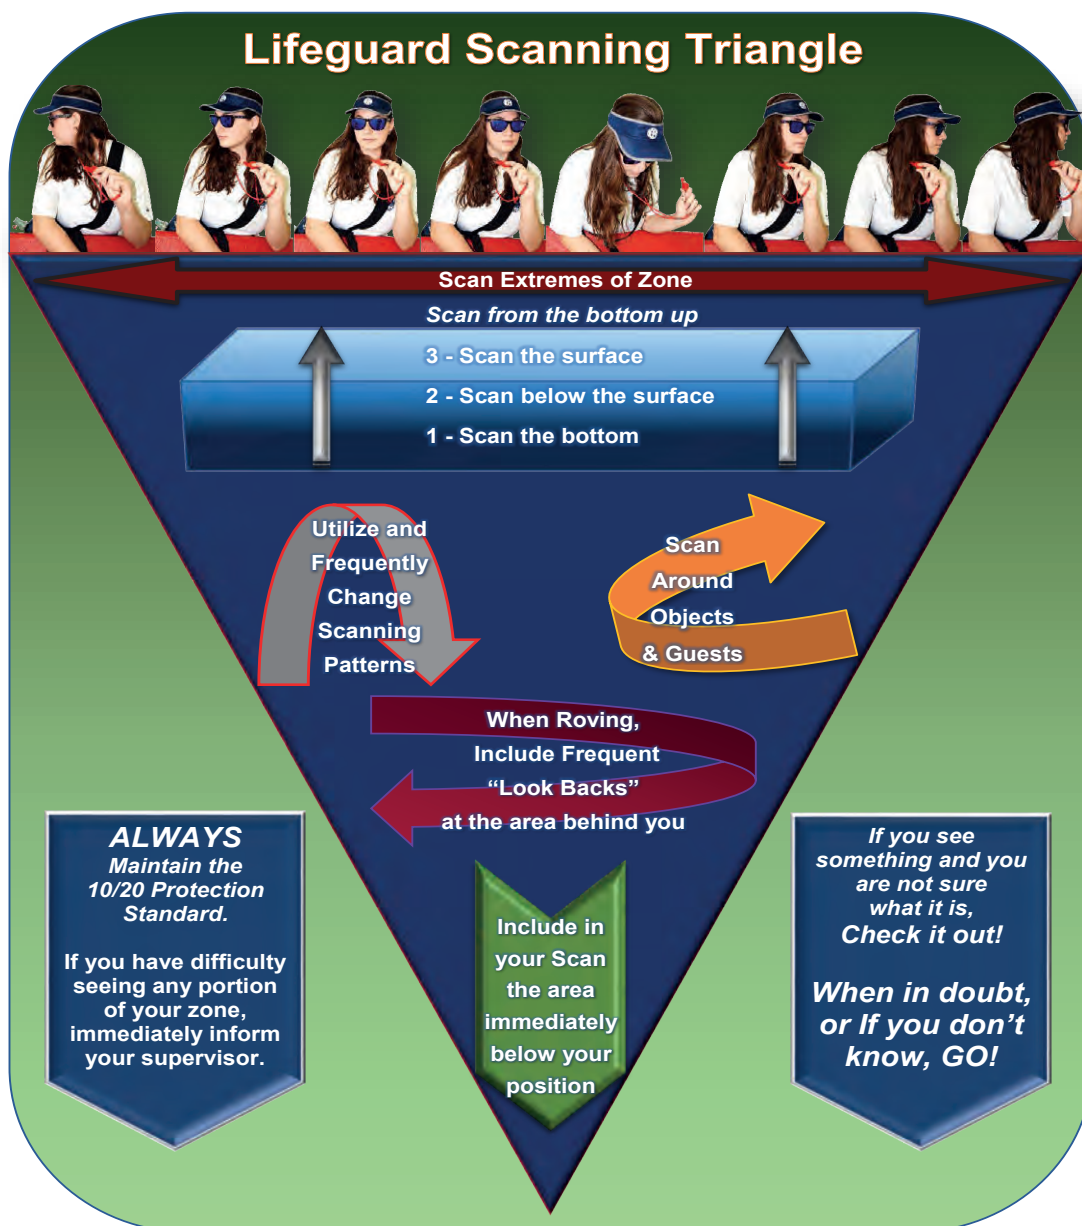 Lifeguard Scanning Triangle
Scan Extremes of Zone
Scan from the bottom up
3 - Scan the surface
2 - Scan below the surface
1 - Scan the bottom
Utilize and
Frequently
Change
Scanning
Patterns
Scan
Around
Objects
& Guests
When Roving,
Include Frequent
“Look Backs”
at the area behind you
ALWAYS
Maintain the
10/20 Protection
Standard.
If you have difficulty
seeing any portion
of your zone,
immediately inform
your supervisor.
Include in
your Scan
the area
immediately
below your
position
If you see
something and you
are not sure
what it is,
Check it out!
When in doubt,
or If you don’t
know, GO!